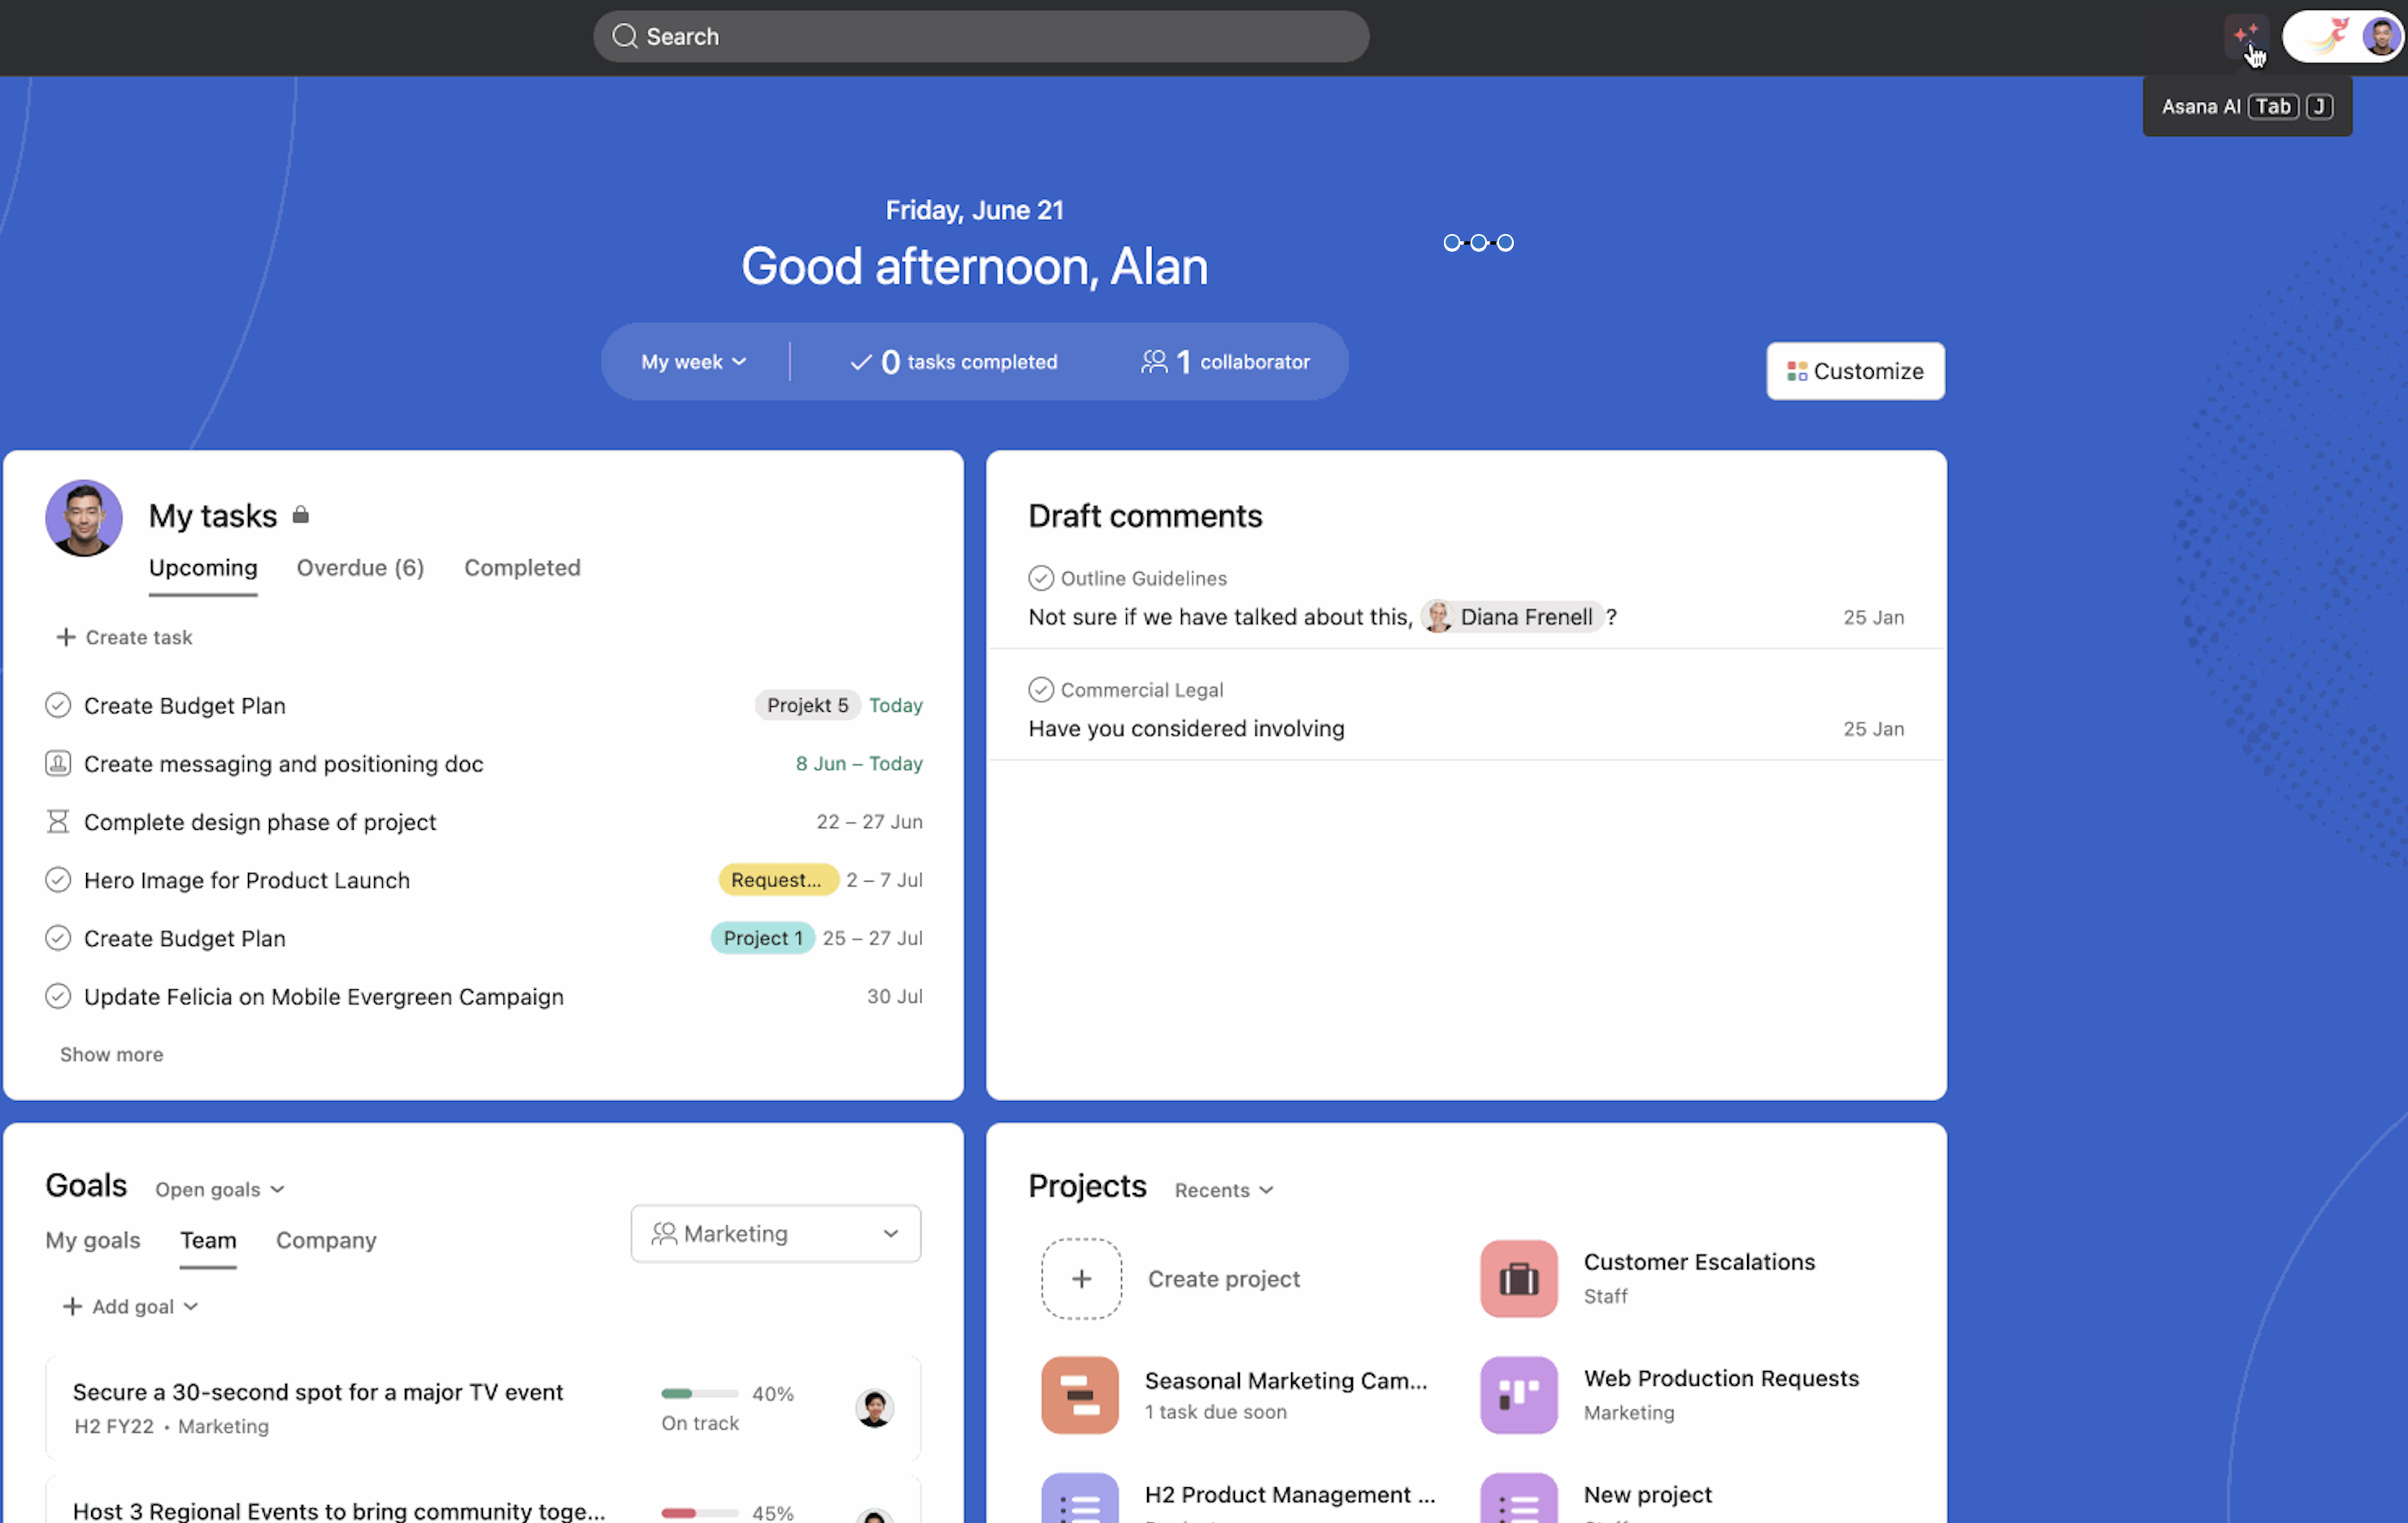 Search
Asana AI Tab J
Friday, June 21
Good afternoon, Alan
My week
0 tasks completed
1 collaborator
Customize
My tasks
Upcoming
Overdue (6)
Completed
Create task
Create Budget Plan Projekt 5 Today
Create messaging and positioning doc 8 Jun – Today
Complete design phase of project 22 – 27 Jun
Hero Image for Product Launch Request... 2 – 7 Jul
Create Budget Plan Project 1 25 – 27 Jul
Update Felicia on Mobile Evergreen Campaign 30 Jul
Show more
Draft comments
Outline Guidelines
Not sure if we have talked about this, Diana Frenell ? 25 Jan
Commercial Legal
Have you considered involving 25 Jan
Goals Open goals
My goals Team Company
Marketing
Add goal
Secure a 30-second spot for a major TV event 40%
H2 FY22 • Marketing On track
Host 3 Regional Events to bring community toge... 45%
Projects Recents
Create project
Customer Escalations
Staff
Seasonal Marketing Cam...
1 task due soon
Web Production Requests
Marketing
H2 Product Management ...
New project